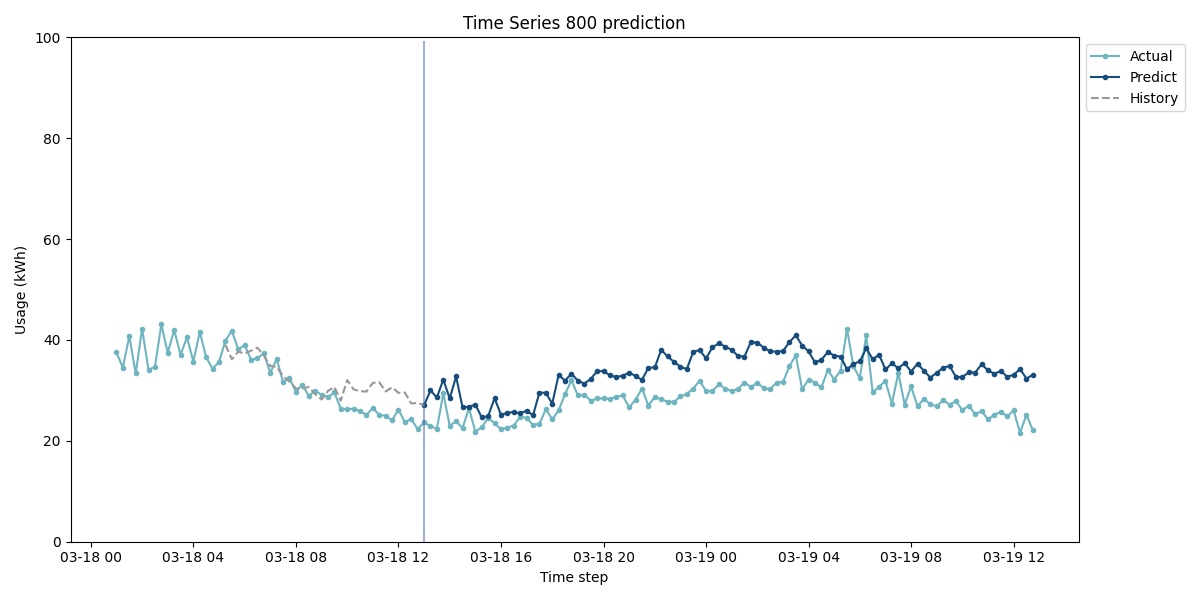 Time Series 800 prediction
Usage (kWh)
100
80
60
40
20
0
03-18 00
03-18 04
03-18 08
03-18 12
03-18 16
03-18 20
03-19 00
03-19 04
03-19 08
03-19 12
Time step
Actual
Predict
History